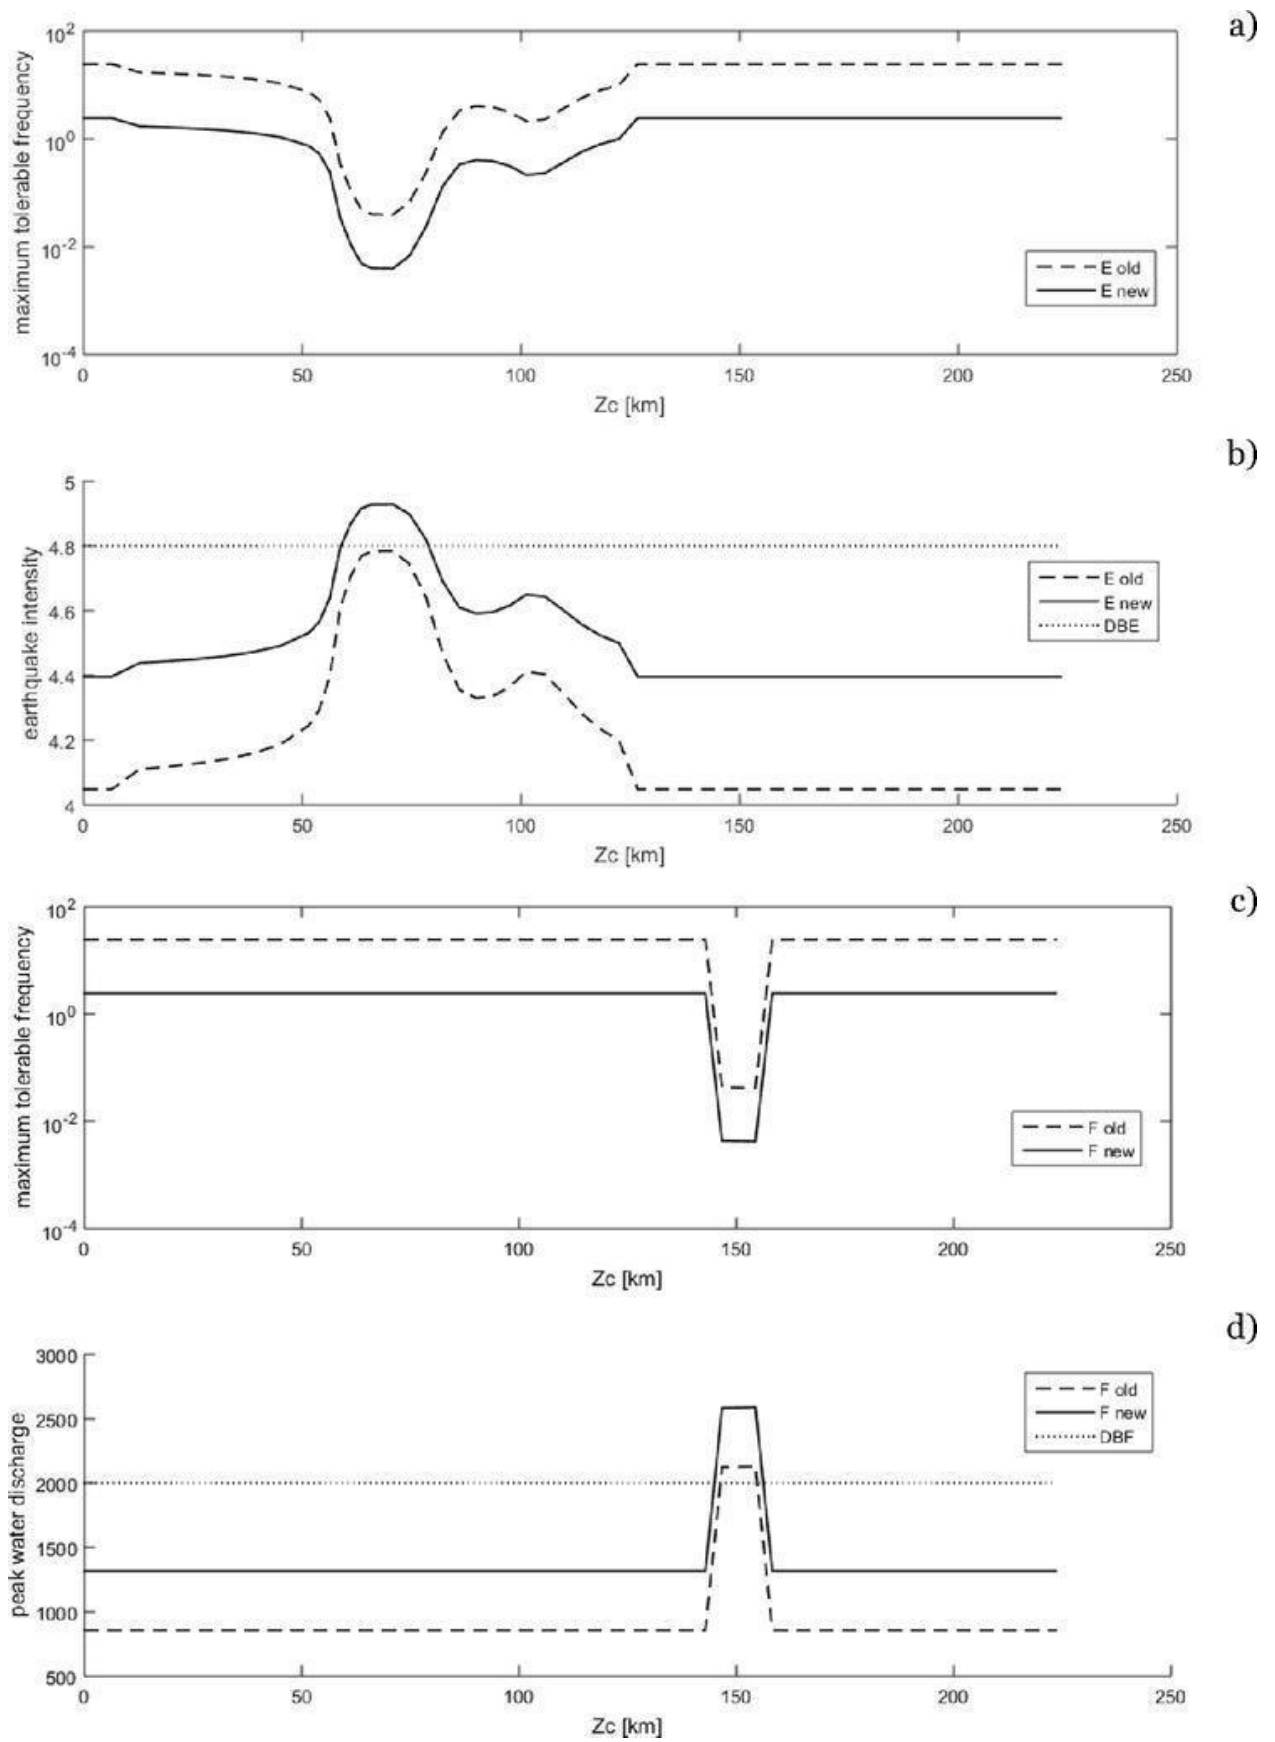 a)
10^2
10^0
10^-2
10^-4
maximum tolerable frequency
E old
E new
0 50 100 150 200 250
Zc [km]
b)
5
4.8
4.6
4.4
4.2
4
earthquake intensity
E old
E new
DBE
0 50 100 150 200 250
Zc [km]
c)
10^2
10^0
10^-2
10^-4
maximum tolerable frequency
F old
F new
0 50 100 150 200 250
Zc [km]
d)
3000
2500
2000
1500
1000
500
peak water discharge
F old
F new
DBF
0 50 100 150 200 250
Zc [km]